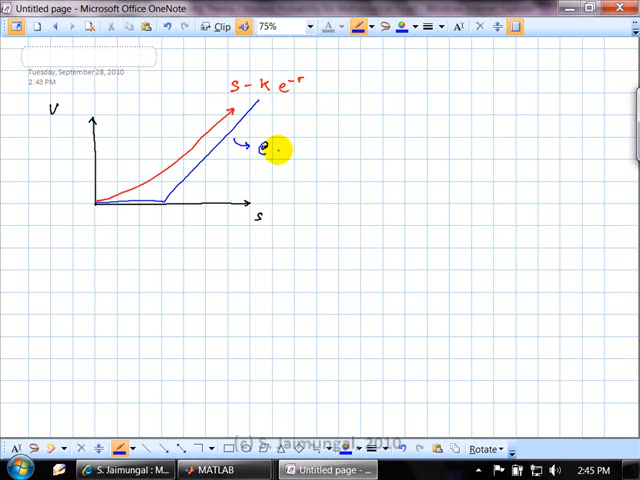 Untitled page - Microsoft Office OneNote
75%
Clip
Tuesday, September 28, 2010
2:43 PM
S - K e^-r
V
e
s
(c) S. Jaimungal, 2010
Rotate
S. Jaimungal : M...
MATLAB
Untitled page - ...
2:45 PM